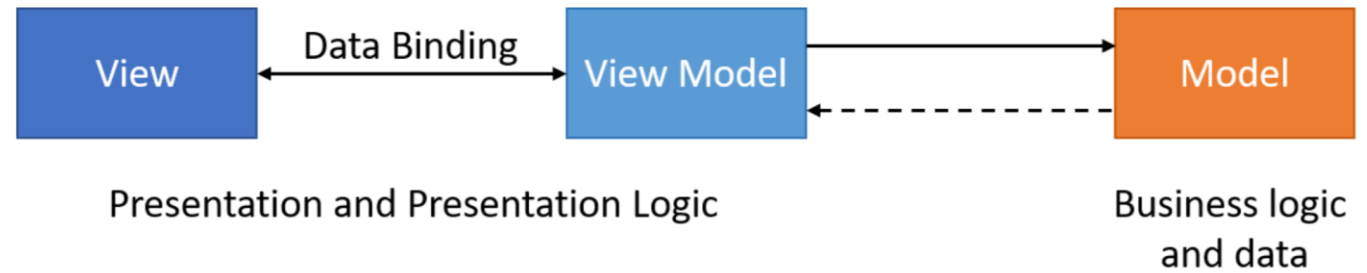 Data Binding
View
View Model
Model
Presentation and Presentation Logic
Business logic
and data